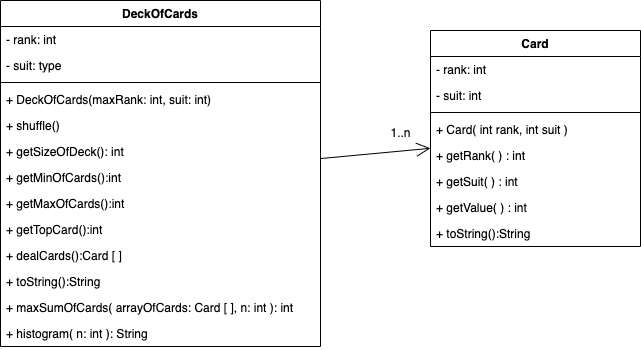 DeckOfCards
- rank: int
- suit: type
+ DeckOfCards(maxRank: int, suit: int)
+ shuffle()
+ getSizeOfDeck(): int
+ getMinOfCards():int
+ getMaxOfCards():int
+ getTopCard():int
+ dealCards():Card [ ]
+ toString():String
+ maxSumOfCards( arrayOfCards: Card [ ], n: int ): int
+ histogram( n: int ): String
1..n
Card
- rank: int
- suit: int
+ Card( int rank, int suit )
+ getRank( ) : int
+ getSuit( ) : int
+ getValue( ) : int
+ toString():String